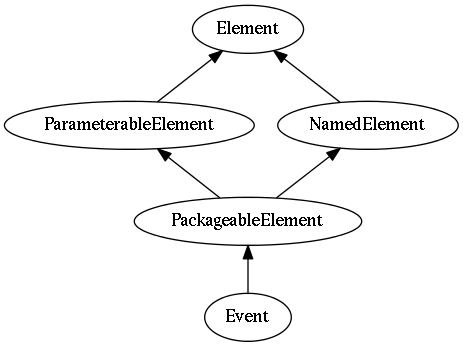 Element
ParameterableElement
NamedElement
PackageableElement
Event